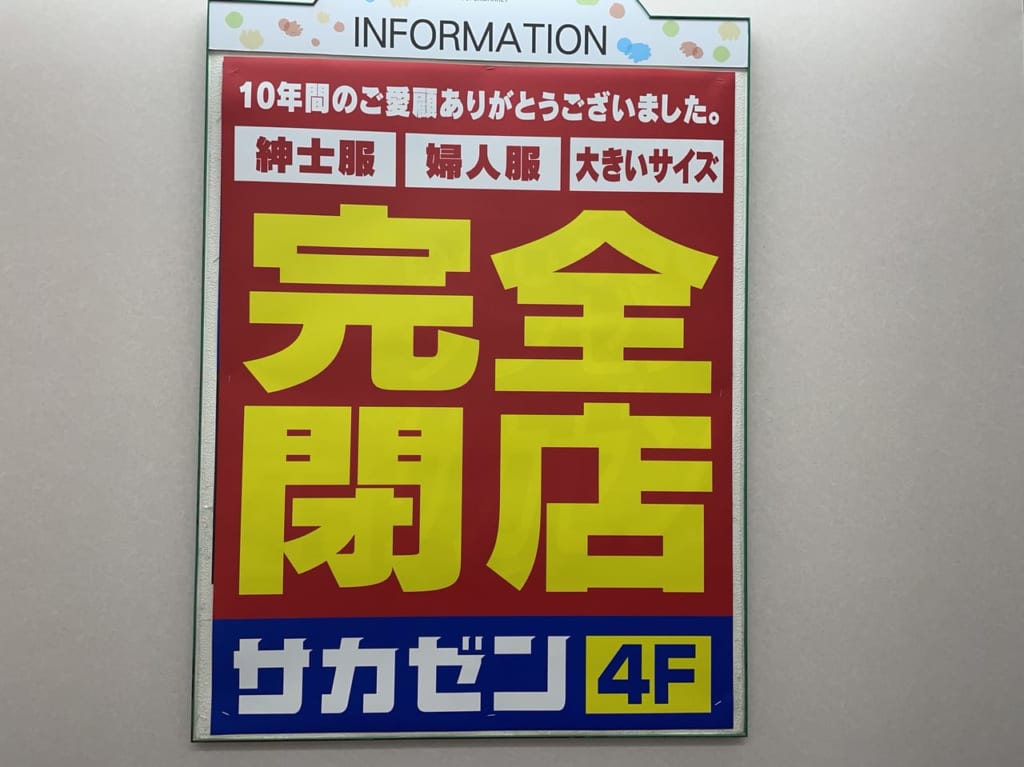 INFORMATION
10年間のご愛顧ありがとうございました。
紳士服 婦人服 大きいサイズ
完全
閉店
サカゼン 4F